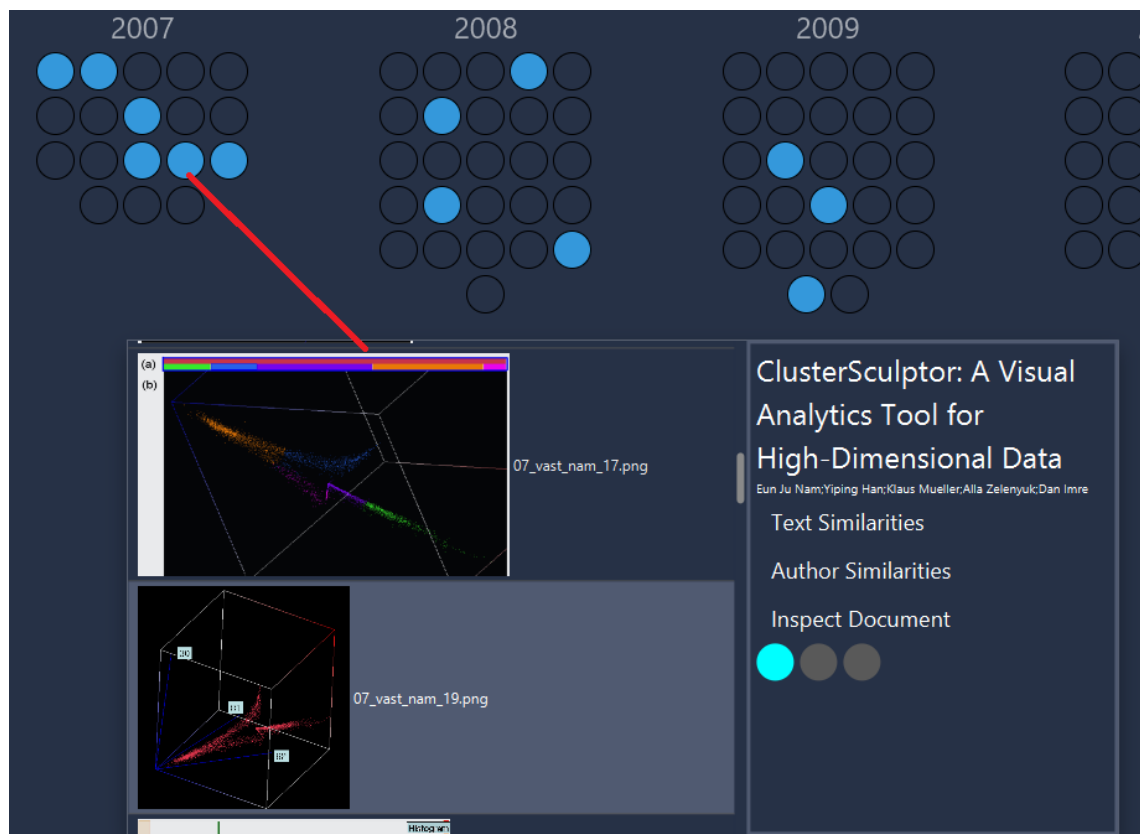 2007
2008
2009
(a)
(b)
07_vast_nam_17.png
07_vast_nam_19.png
Histogram
ClusterSculptor: A Visual
Analytics Tool for
High-Dimensional Data
Eun Ju Nam;Yiping Han;Klaus Mueller;Alla Zelenyuk;Dan Imre
Text Similarities
Author Similarities
Inspect Document